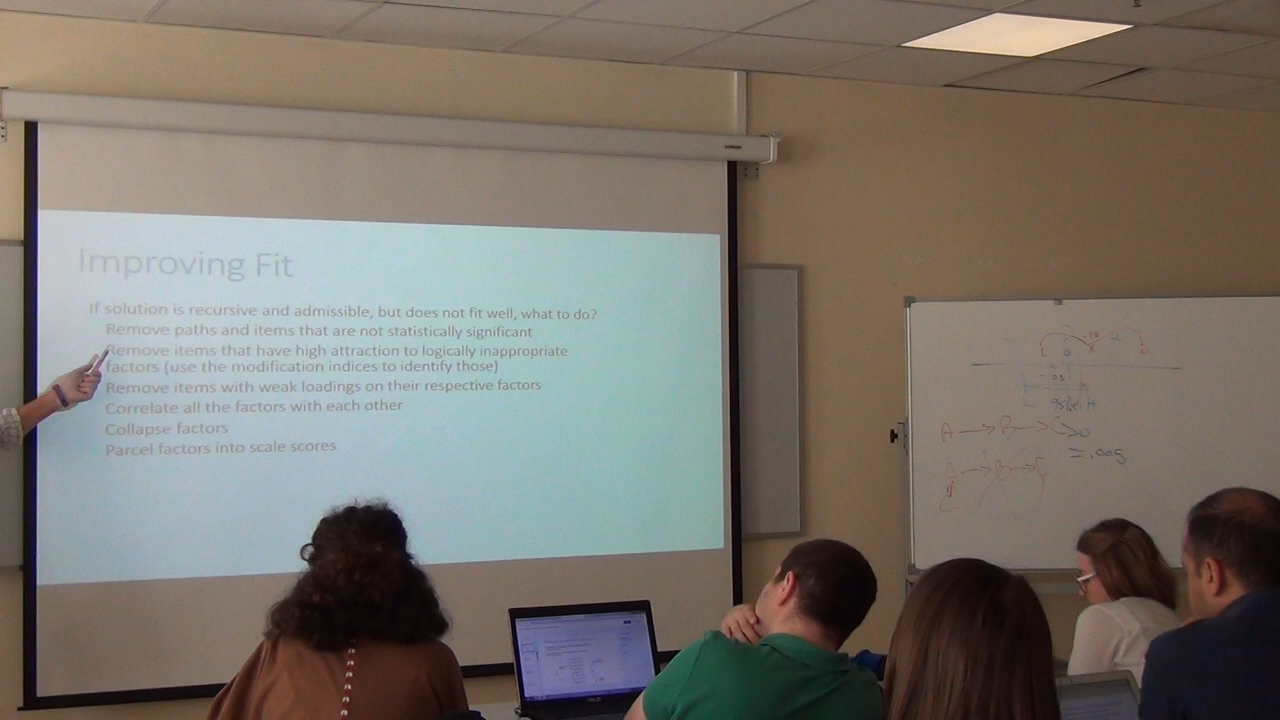 Improving Fit
If solution is recursive and admissible, but does not fit well, what to do?
Remove paths and items that are not statistically significant
Remove items that have high attraction to logically inappropriate
factors (use the modification indices to identify those)
Remove items with weak loadings on their respective factors
Correlate all the factors with each other
Collapse factors
Parcel factors into scale scores
A → B → C >0
=.005